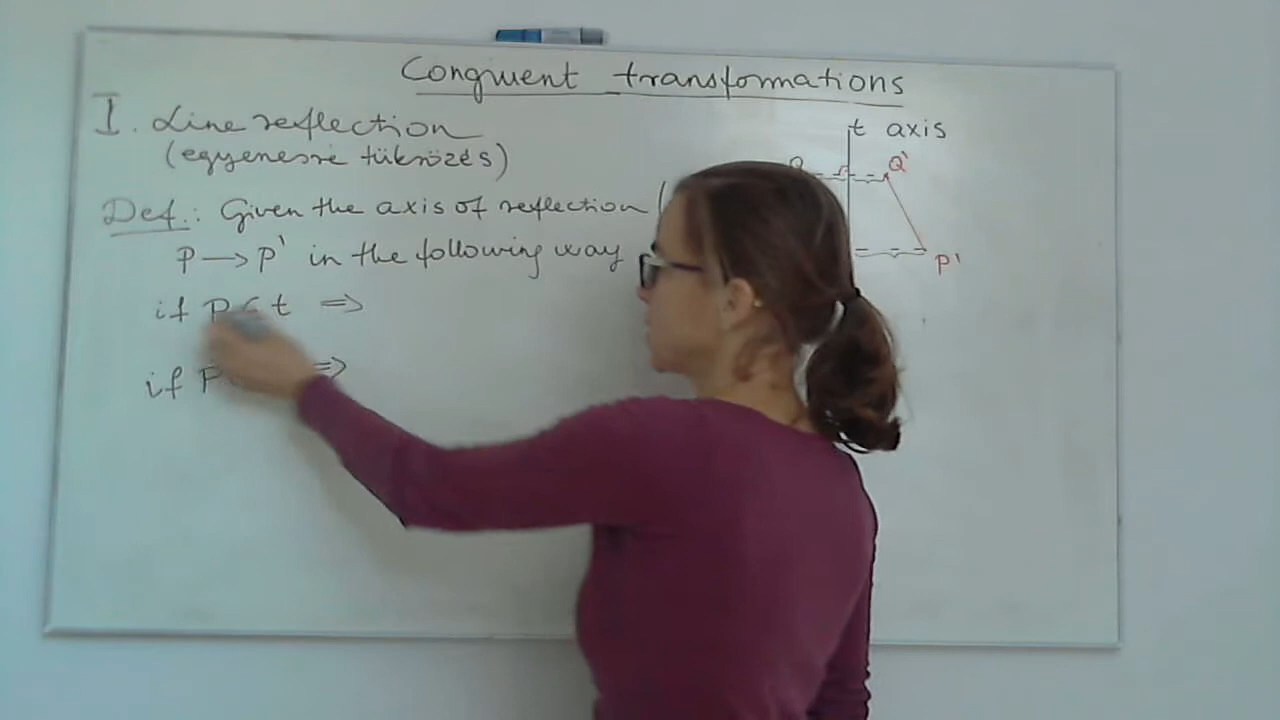 Congruent transformations
I. Line reflection
(egyenesre tükrözés)
Def.: Given the axis of reflection (
P → P' in the following way
if P ∈ t ⇒
if P ⇒
t axis
Q Q'
P'